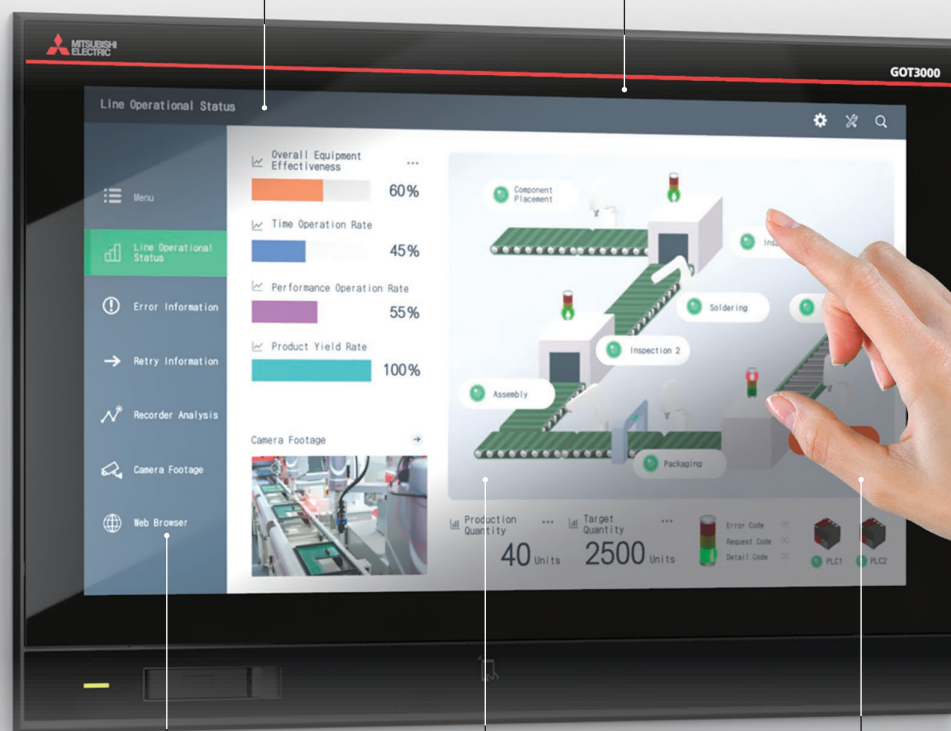 MITSUBISHI
ELECTRIC
GOT3000
Line Operational Status
Menu
Line Operational
Status
Error Information
Retry Information
Recorder Analysis
Camera Footage
Web Browser
Overall Equipment
Effectiveness
60%
Time Operation Rate
45%
Performance Operation Rate
55%
Product Yield Rate
100%
Camera Footage
Component
Placement
Soldering
Inspection 2
Assembly
Packaging
Production
Quantity
40 Units
Target
Quantity
2500 Units
Error Code
Request Code
Detail Code
PLC1
PLC2